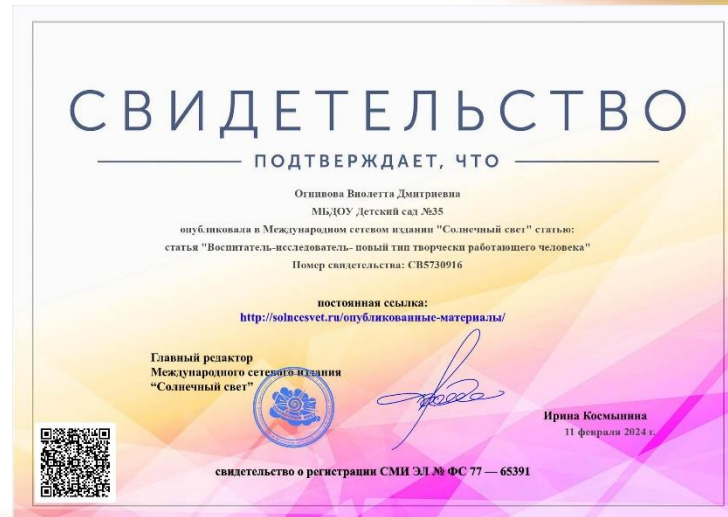 СВИДЕТЕЛЬСТВО
ПОДТВЕРЖДАЕТ, ЧТО
Огнивова Виолетта Дмитриевна
МБДОУ Детский сад №35
опубликовала в Международном сетевом издании "Солнечный свет" статью:
статья "Воспитатель-исследователь- новый тип творчески работающего человека"
Номер свидетельства: СВ5730916
постоянная ссылка:
http://solncesvet.ru/опубликованные-материалы/
Главный редактор
Международного сетевого издания
“Солнечный свет”
Ирина Космынина
11 февраля 2024 г.
свидетельство о регистрации СМИ ЭЛ № ФС 77 — 65391